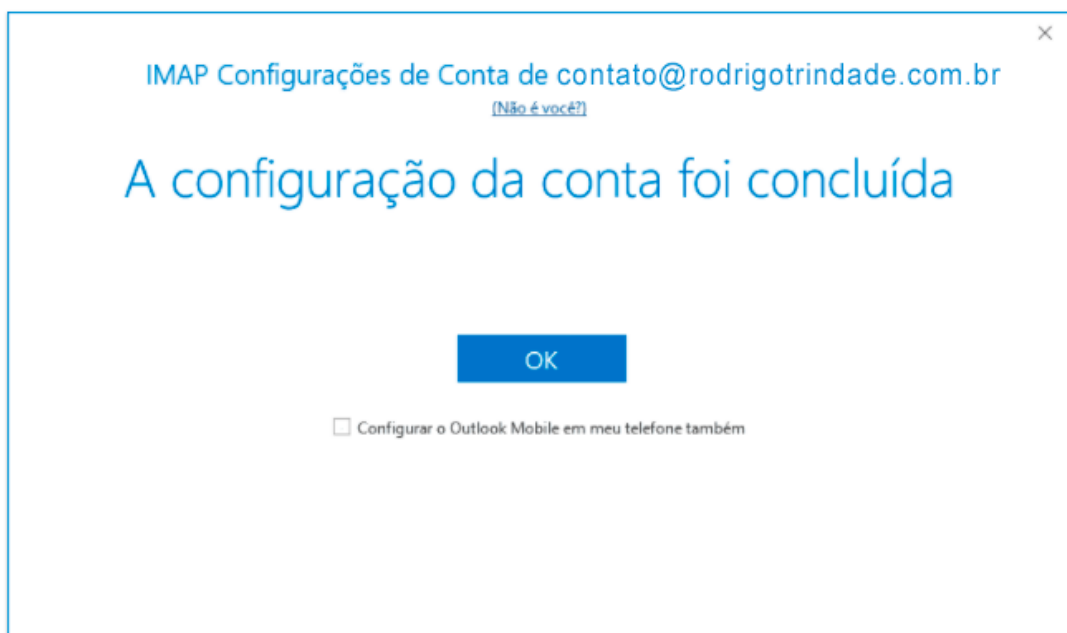 IMAP Configurações de Conta de contato@rodrigotrindade.com.br
(Não é você?)
A configuração da conta foi concluída
OK
Configurar o Outlook Mobile em meu telefone também